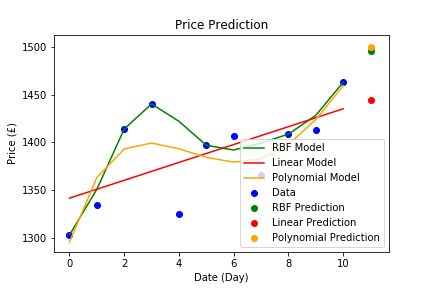 Price Prediction
1500
1450
1400
1350
1300
Price (£)
RBF Model
Linear Model
Polynomial Model
Data
RBF Prediction
Linear Prediction
Polynomial Prediction
0
2
4
6
8
10
Date (Day)